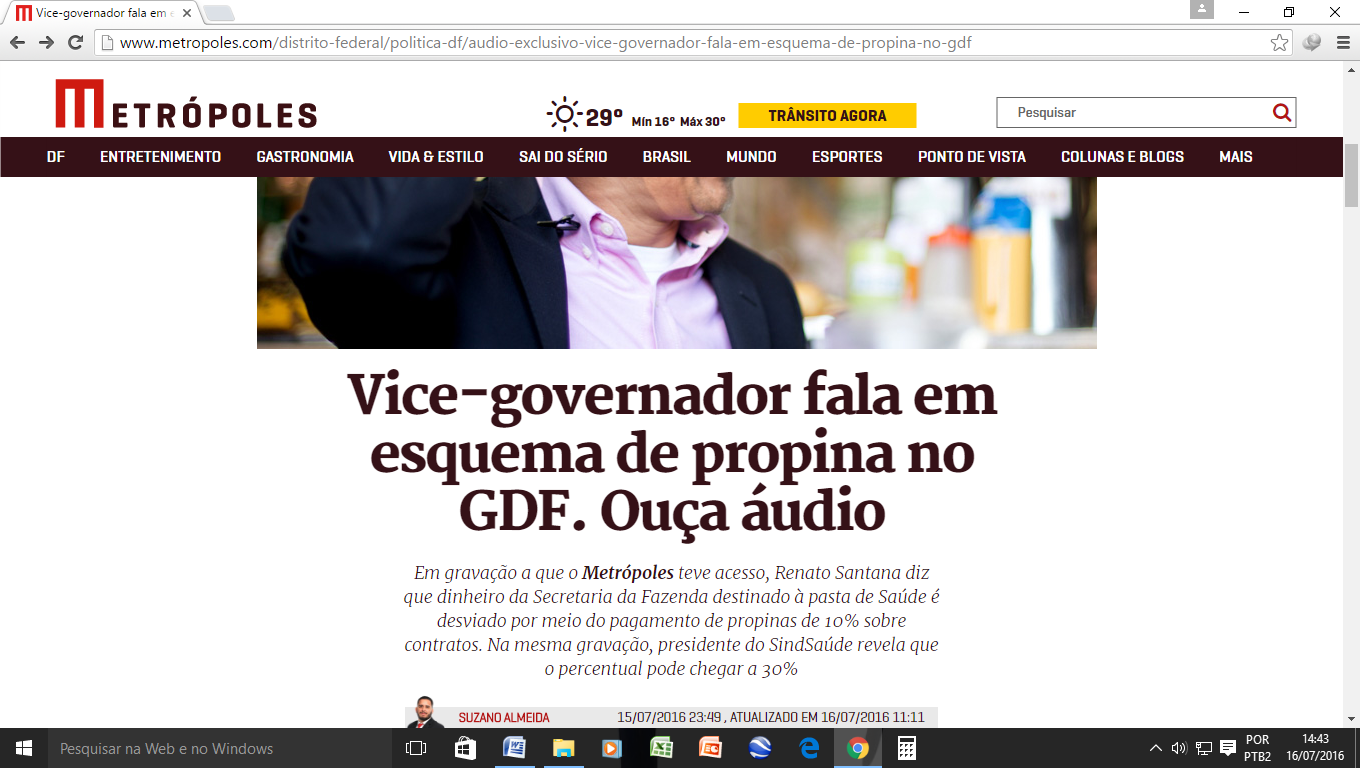 Vice-governador fala em e
www.metropoles.com/distrito-federal/politica-df/audio-exclusivo-vice-governador-fala-em-esquema-de-propina-no-gdf
METRÓPOLES
29º Mín 16º Máx 30º
TRÂNSITO AGORA
Pesquisar
DF ENTRETENIMENTO GASTRONOMIA VIDA & ESTILO SAI DO SÉRIO BRASIL MUNDO ESPORTES PONTO DE VISTA COLUNAS E BLOGS MAIS
Vice-governador fala em
esquema de propina no
GDF. Ouça áudio
Em gravação a que o Metrópoles teve acesso, Renato Santana diz
que dinheiro da Secretaria da Fazenda destinado à pasta de Saúde é
desviado por meio do pagamento de propinas de 10% sobre
contratos. Na mesma gravação, presidente do SindSaúde revela que
o percentual pode chegar a 30%
SUZANO ALMEIDA 15/07/2016 23:49 , ATUALIZADO EM 16/07/2016 11:11
Pesquisar na Web e no Windows
POR
PTB2
14:43
16/07/2016